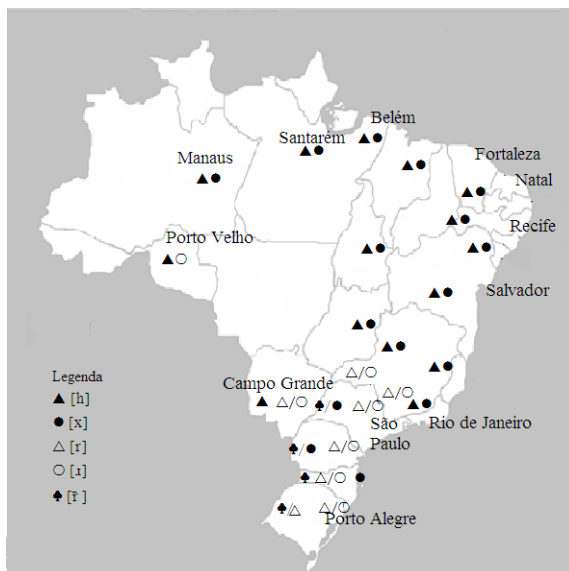 Belém
Santarém
Fortaleza
Manaus
Natal
Recife
Porto Velho
Salvador
Legenda
Campo Grande
▲ [h]
● [x]
São
Paulo
Rio de Janeiro
△ [r]
○ [ɹ]
♠ [r̃]
Porto Alegre